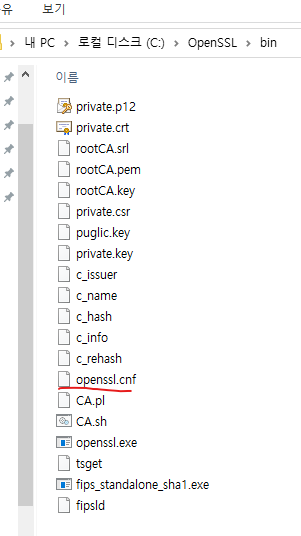 유 보기
내 PC > 로컬 디스크 (C:) > OpenSSL > bin
이름
private.p12
private.crt
rootCA.srl
rootCA.pem
rootCA.key
private.csr
puglic.key
private.key
c_issuer
c_name
c_hash
c_info
c_rehash
openssl.cnf
CA.pl
CA.sh
openssl.exe
tsget
fips_standalone_sha1.exe
fipsld